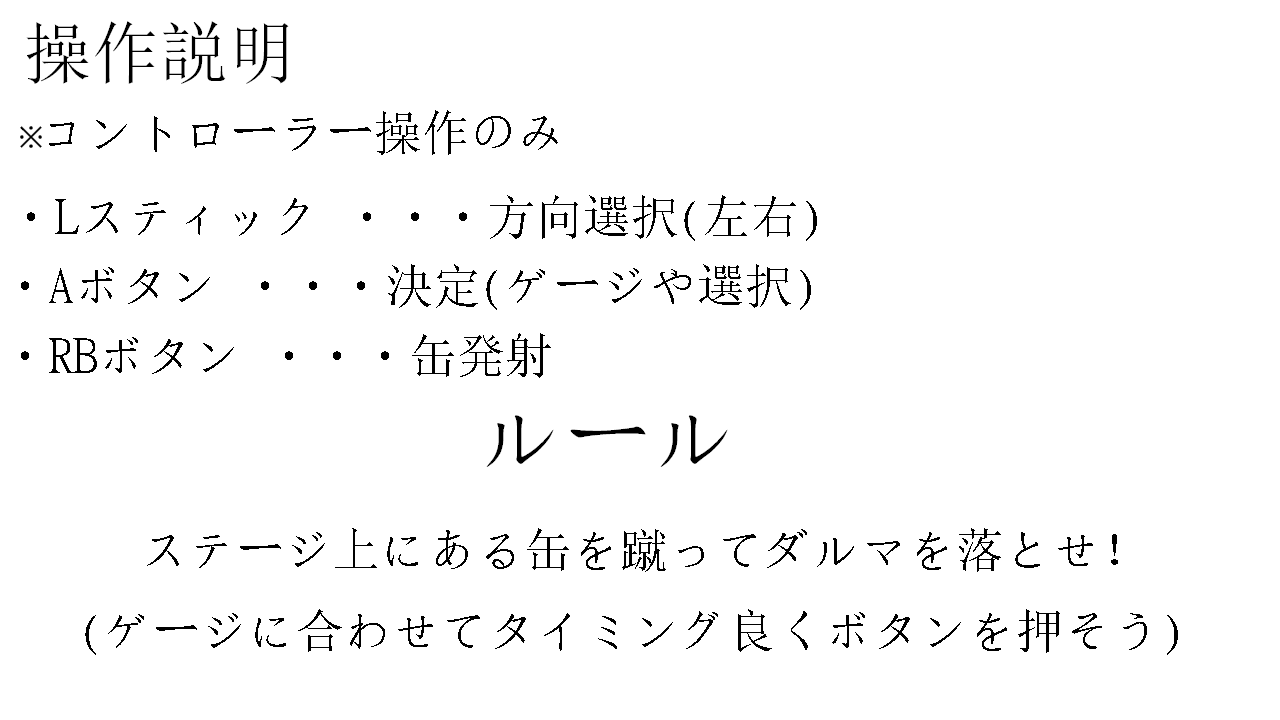 操作説明
※コントローラー操作のみ
・Lスティック ・・・方向選択(左右)
・Aボタン ・・・決定(ゲージや選択)
・RBボタン ・・・缶発射
ルール
ステージ上にある缶を蹴ってダルマを落とせ!
(ゲージに合わせてタイミング良くボタンを押そう)